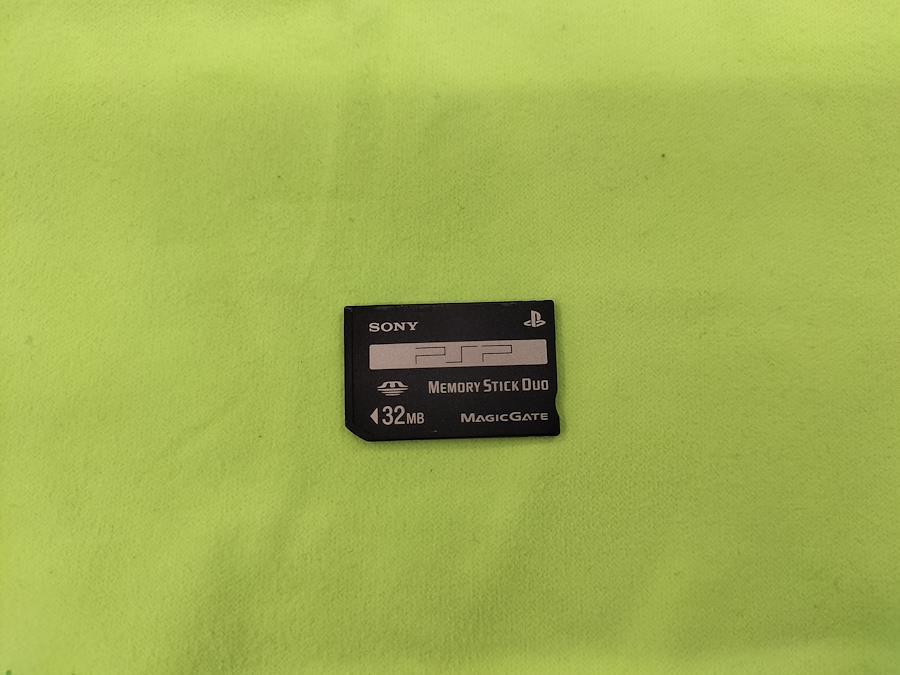 SONY
PSP
MEMORY STICK DUO
32MB
MAGICGATE